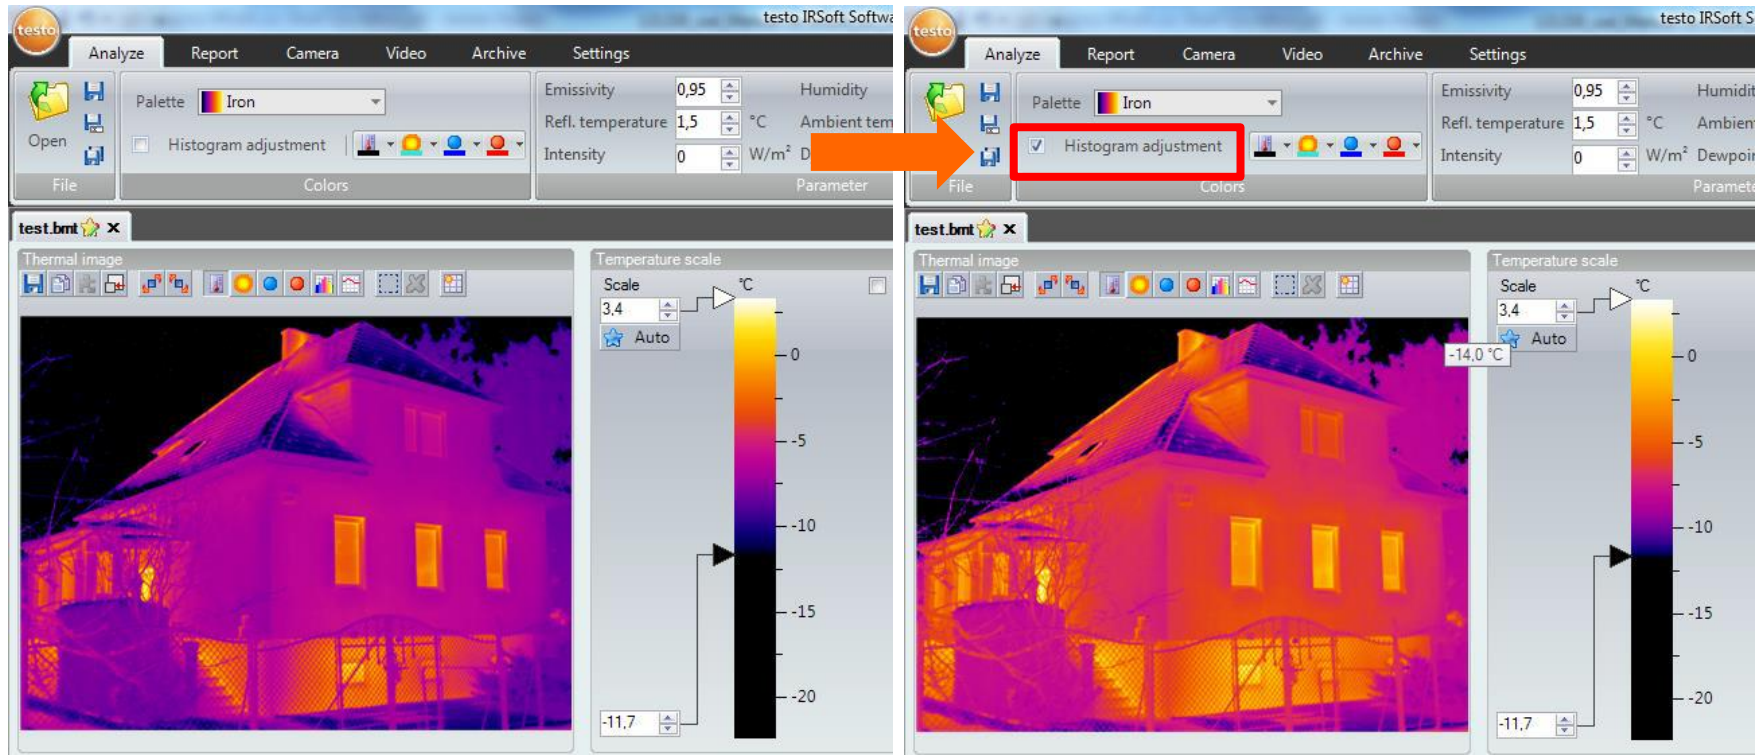 testo
testo IRSoft Softwa
Analyze Report Camera Video Archive Settings
Open
File
Palette Iron
Histogram adjustment
Colors
Emissivity 0,95 Humidity
Refl. temperature 1,5 °C Ambient tem
Intensity 0 W/m² D
Parameter
test.bmt
Thermal image
Temperature scale
Scale °C
3,4
Auto
0
-5
-10
-15
-20
-11,7
testo
testo IRSoft S
Analyze Report Camera Video Archive Settings
File
Palette Iron
Histogram adjustment
Colors
Emissivity 0,95 Humidit
Refl. temperature 1,5 °C Ambient
Intensity 0 W/m² Dewpoin
Paramete
test.bmt
Thermal image
Temperature scale
Scale °C
3,4
Auto
-14,0 °C
0
-5
-10
-15
-20
-11,7